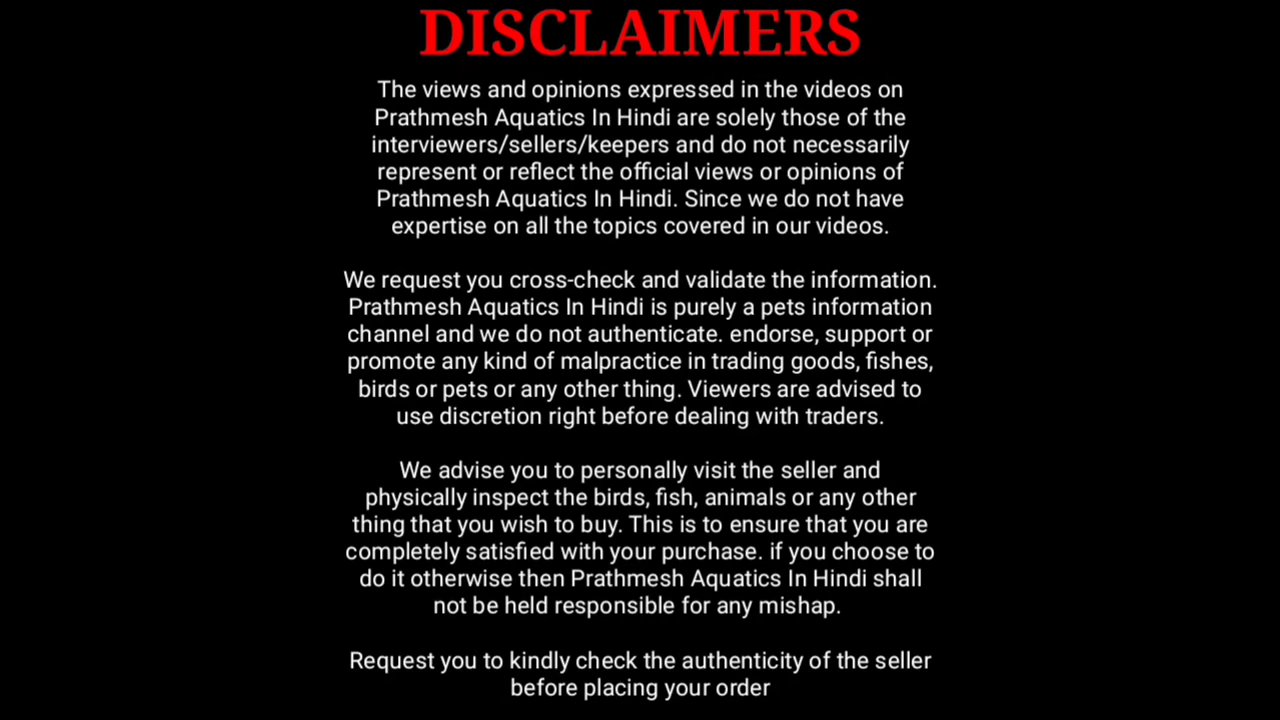 DISCLAIMERS
The views and opinions expressed in the videos on
Prathmesh Aquatics In Hindi are solely those of the
interviewers/sellers/keepers and do not necessarily
represent or reflect the official views or opinions of
Prathmesh Aquatics In Hindi. Since we do not have
expertise on all the topics covered in our videos.
We request you cross-check and validate the information.
Prathmesh Aquatics In Hindi is purely a pets information
channel and we do not authenticate. endorse, support or
promote any kind of malpractice in trading goods, fishes,
birds or pets or any other thing. Viewers are advised to
use discretion right before dealing with traders.
We advise you to personally visit the seller and
physically inspect the birds, fish, animals or any other
thing that you wish to buy. This is to ensure that you are
completely satisfied with your purchase. if you choose to
do it otherwise then Prathmesh Aquatics In Hindi shall
not be held responsible for any mishap.
Request you to kindly check the authenticity of the seller
before placing your order